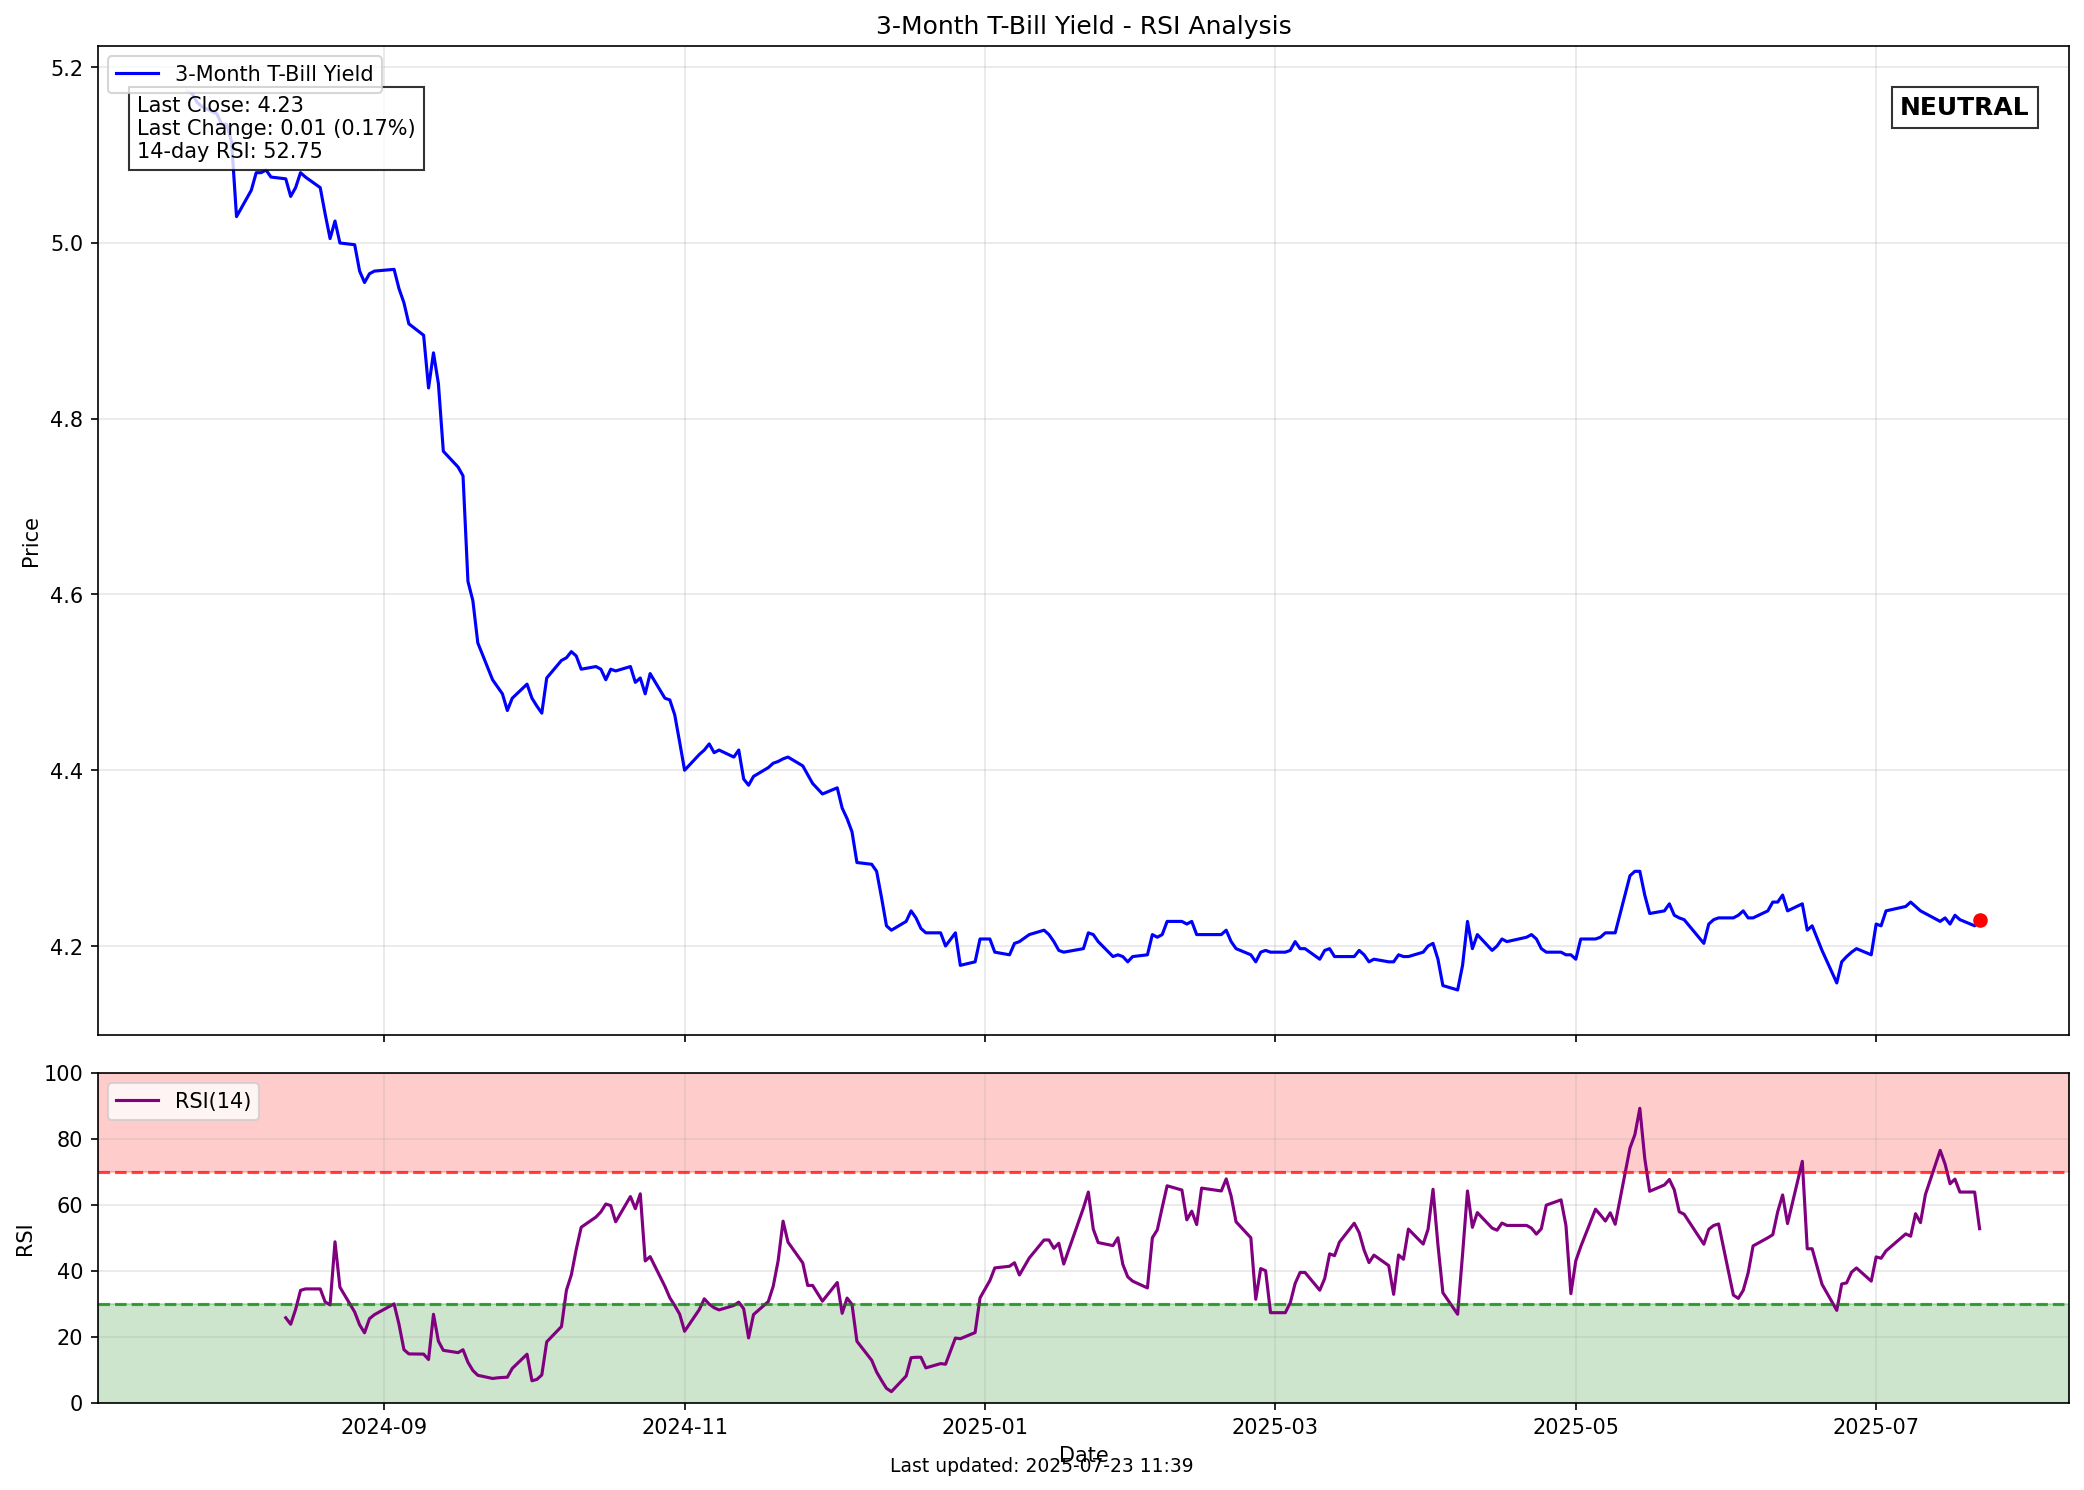 3-Month T-Bill Yield - RSI Analysis
3-Month T-Bill Yield
Last Close: 4.23
Last Change: 0.01 (0.17%)
14-day RSI: 52.75
NEUTRAL
5.2
5.0
4.8
4.6
4.4
4.2
Price
RSI(14)
100
80
60
40
20
0
RSI
2024-09
2024-11
2025-01
2025-03
2025-05
2025-07
Date
Last updated: 2025-07-23 11:39